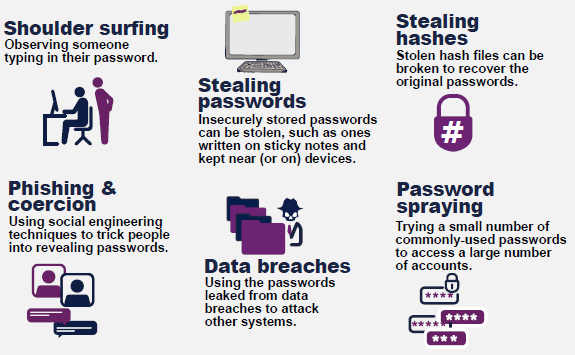 Shoulder surfing
Observing someone
typing in their password.
Stealing
passwords
Insecurely stored passwords
can be stolen, such as ones
written on sticky notes and
kept near (or on) devices.
Stealing
hashes
Stolen hash files can be
broken to recover the
original passwords.
#
Phishing &
coercion
Using social engineering
techniques to trick people
into revealing passwords.
Data breaches
Using the passwords
leaked from data
breaches to attack
other systems.
Password
spraying
Trying a small number of
commonly-used passwords
to access a large number
of accounts.
****
****
*****
***